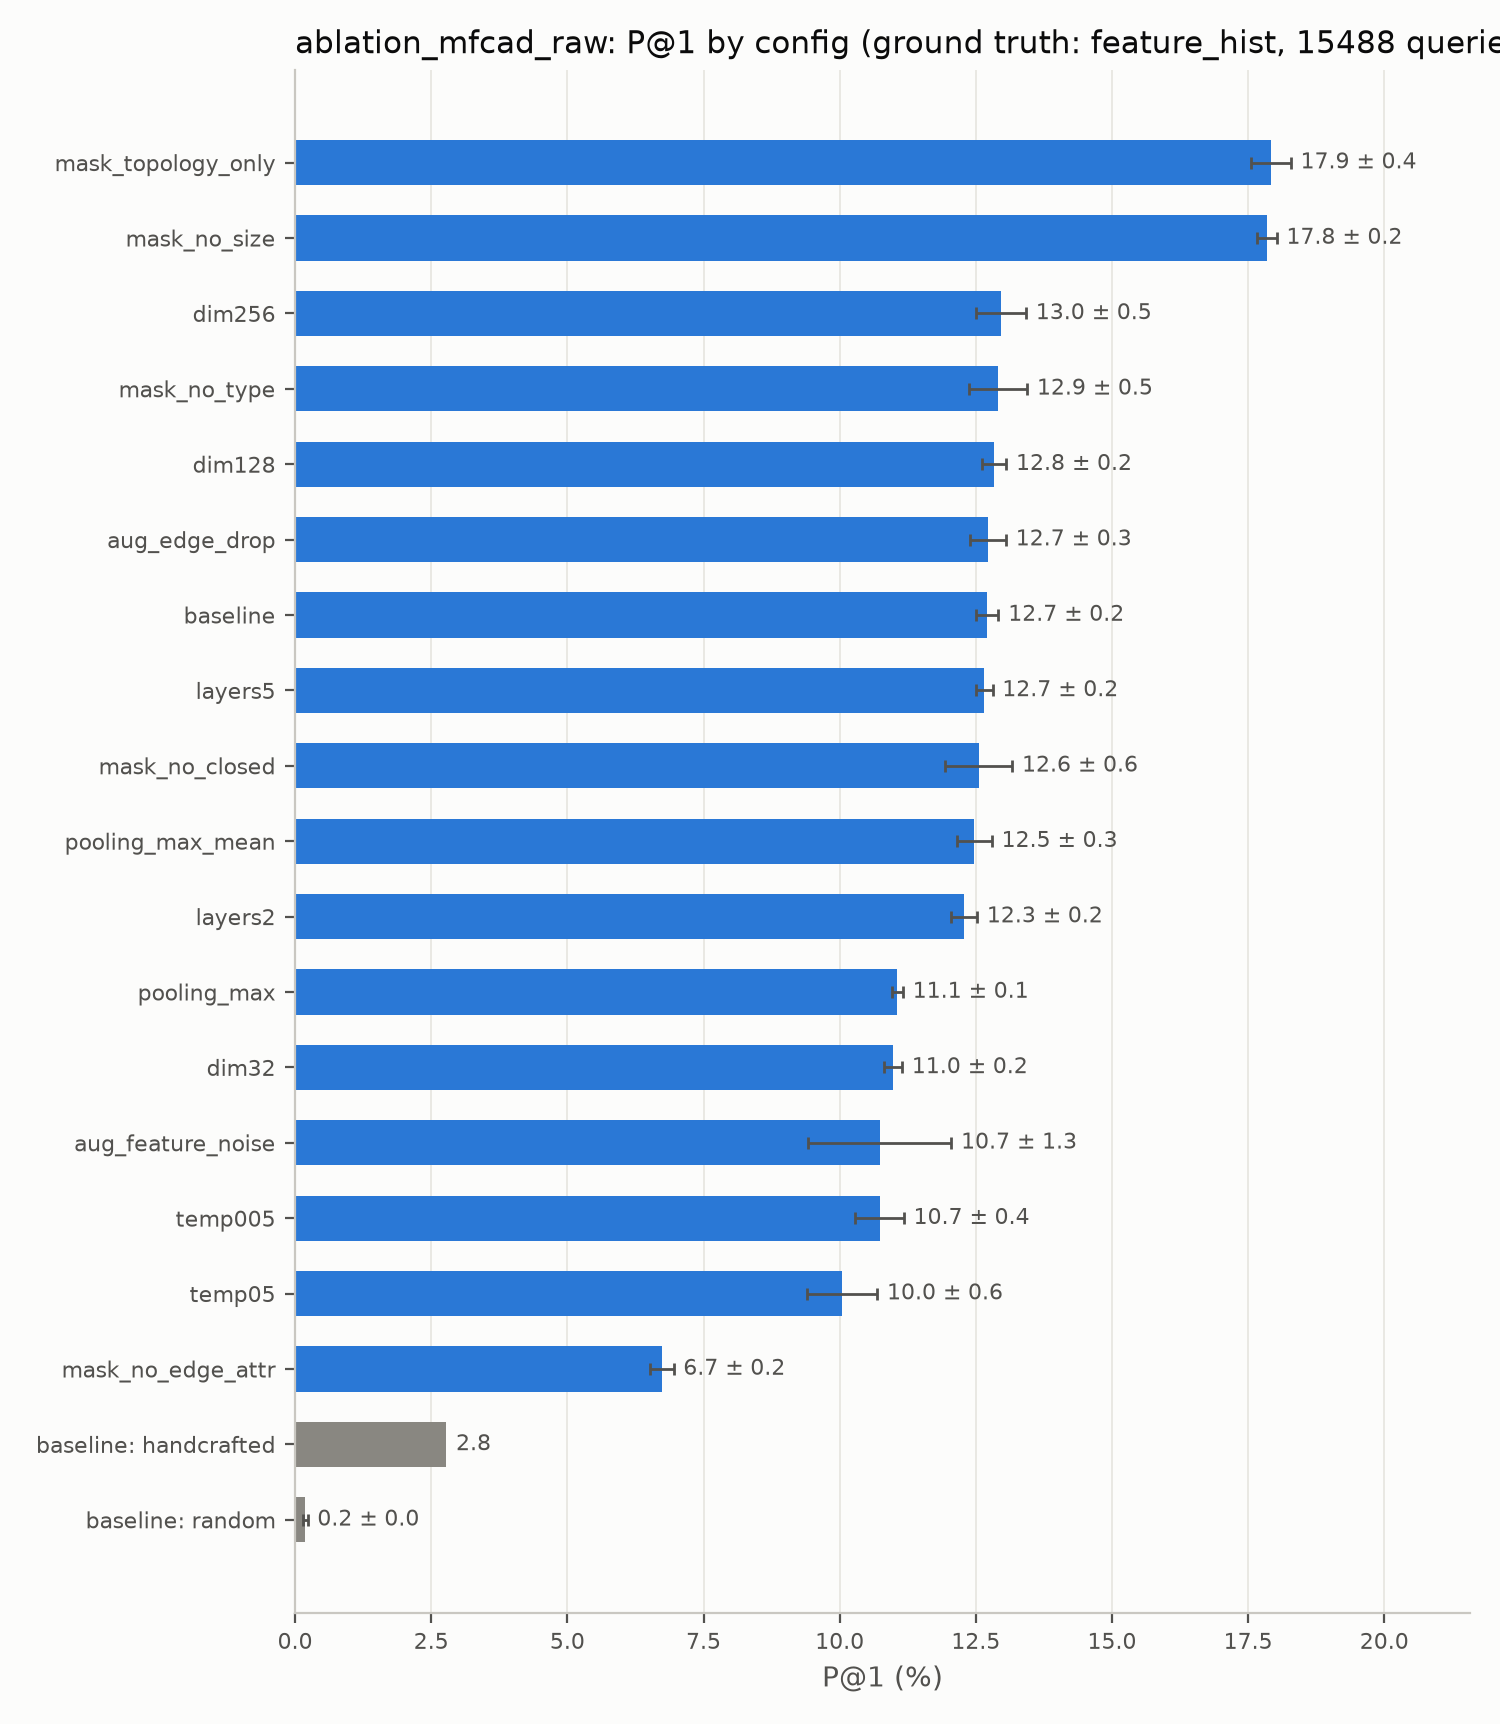 ablation_mfcad_raw: P@1 by config (ground truth: feature_hist, 15488 querie
mask_topology_only 17.9 ± 0.4
mask_no_size 17.8 ± 0.2
dim256 13.0 ± 0.5
mask_no_type 12.9 ± 0.5
dim128 12.8 ± 0.2
aug_edge_drop 12.7 ± 0.3
baseline 12.7 ± 0.2
layers5 12.7 ± 0.2
mask_no_closed 12.6 ± 0.6
pooling_max_mean 12.5 ± 0.3
layers2 12.3 ± 0.2
pooling_max 11.1 ± 0.1
dim32 11.0 ± 0.2
aug_feature_noise 10.7 ± 1.3
temp005 10.7 ± 0.4
temp05 10.0 ± 0.6
mask_no_edge_attr 6.7 ± 0.2
baseline: handcrafted 2.8
baseline: random 0.2 ± 0.0
0.0 2.5 5.0 7.5 10.0 12.5 15.0 17.5 20.0
P@1 (%)